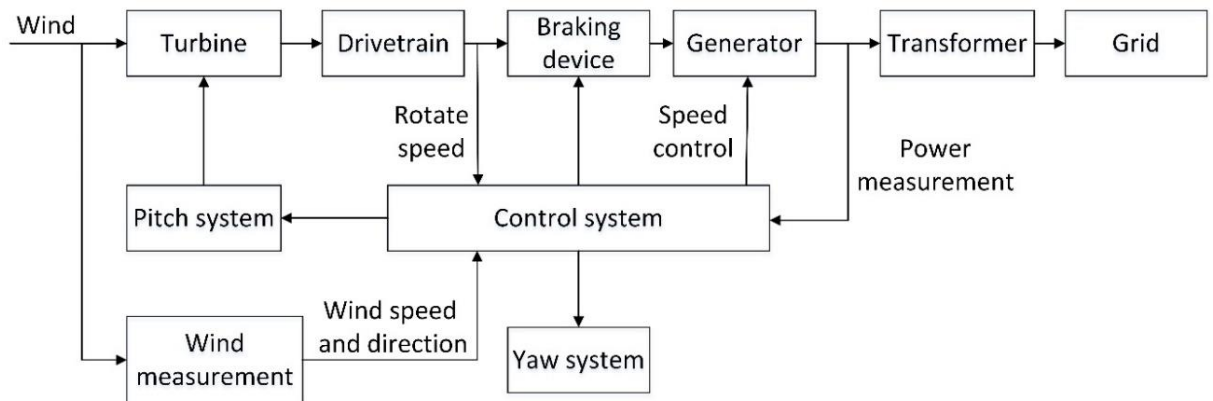 Wind
Turbine
Drivetrain
Braking
device
Generator
Transformer
Grid
Rotate
speed
Speed
control
Power
measurement
Pitch system
Control system
Wind speed
and direction
Wind
measurement
Yaw system